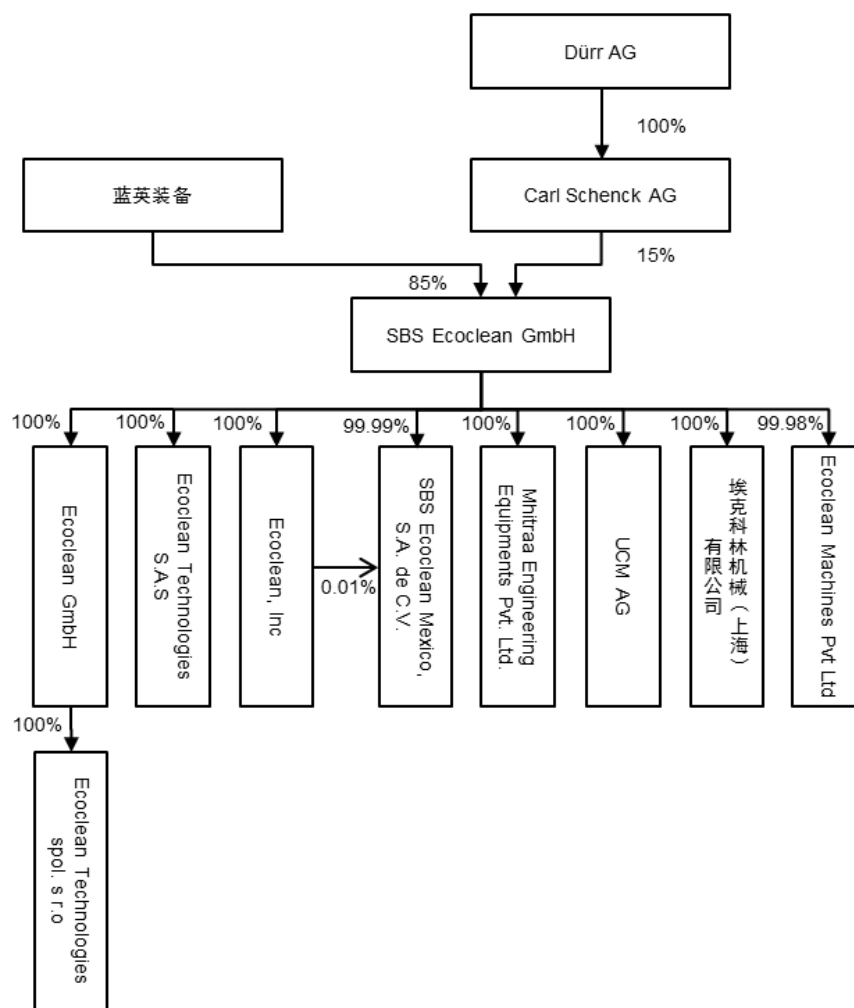 Dürr AG
100%
蓝英装备
Carl Schenck AG
15%
85%
SBS Ecoclean GmbH
100%
100%
100%
99.99%
100%
100%
100%
99.98%
Ecoclean GmbH
Ecoclean Technologies
S.A.S
Ecoclean, Inc
0.01%
SBS Ecoclean Mexico,
S.A. de C.V.
Mhitraa Engineering
Equipments Pvt. Ltd.
UCM AG
埃克科林机械（上海）
有限公司
Ecoclean Machines Pvt Ltd
100%
Ecoclean Technologies
spol. s r.o